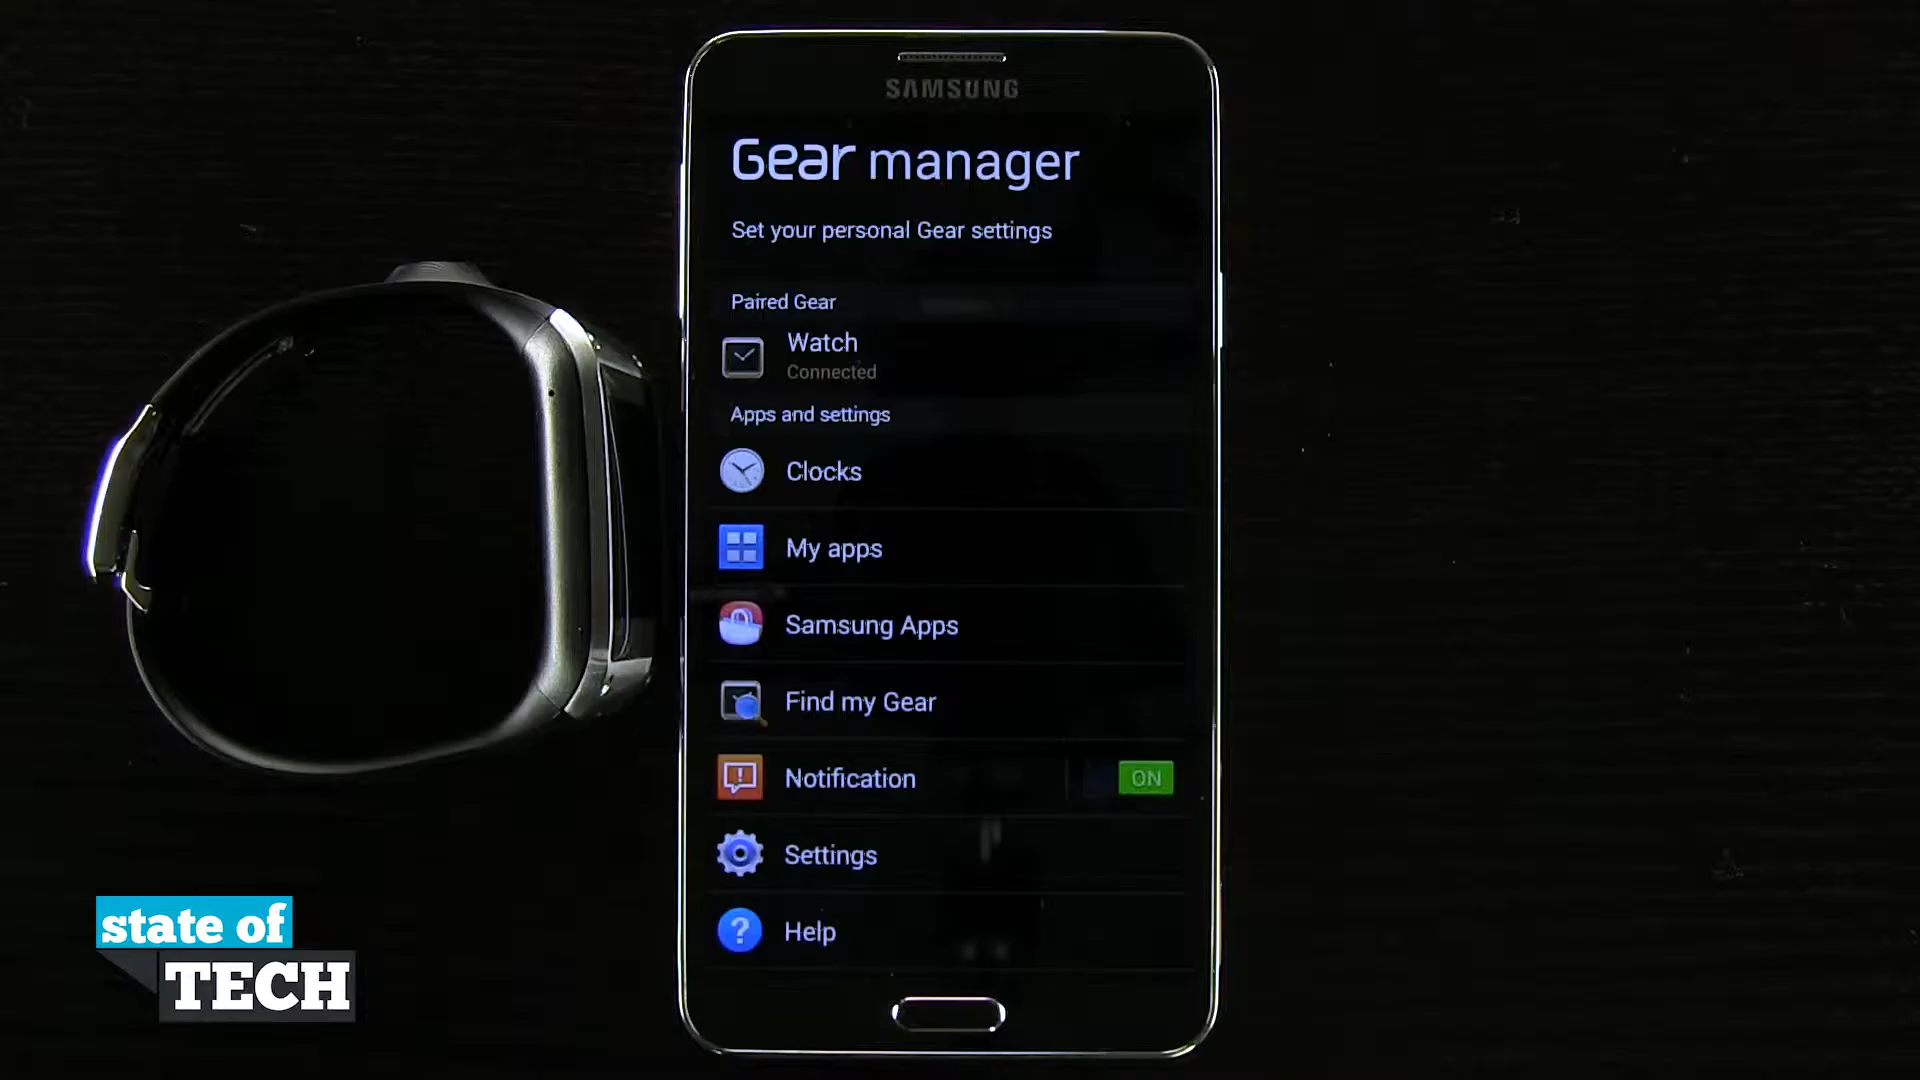 SAMSUNG
Gear manager
Set your personal Gear settings
Paired Gear
Watch
Connected
Apps and settings
Clocks
My apps
Samsung Apps
Find my Gear
Notification
ON
Settings
Help
state of
TECH